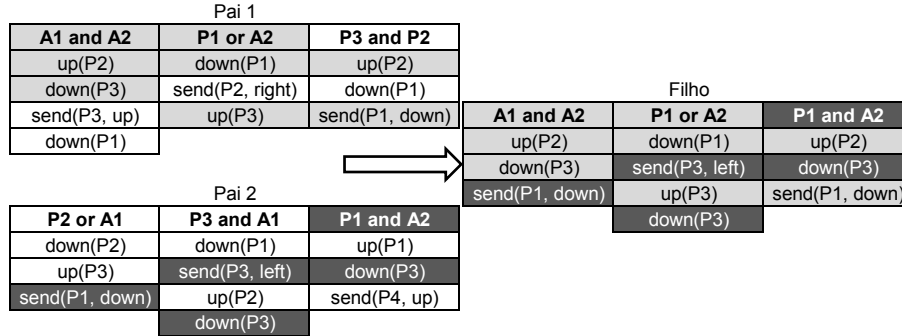 Pai 1
A1 and A2 P1 or A2 P3 and P2
up(P2) down(P1) up(P2)
down(P3) send(P2, right) down(P1)
send(P3, up) up(P3) send(P1, down)
down(P1)
Pai 2
P2 or A1 P3 and A1 P1 and A2
down(P2) down(P1) up(P1)
up(P3) send(P3, left) down(P3)
send(P1, down) up(P2) send(P4, up)
down(P3)
Filho
A1 and A2 P1 or A2 P1 and A2
up(P2) down(P1) up(P2)
down(P3) send(P3, left) down(P3)
send(P1, down) up(P3) send(P1, down)
down(P3)